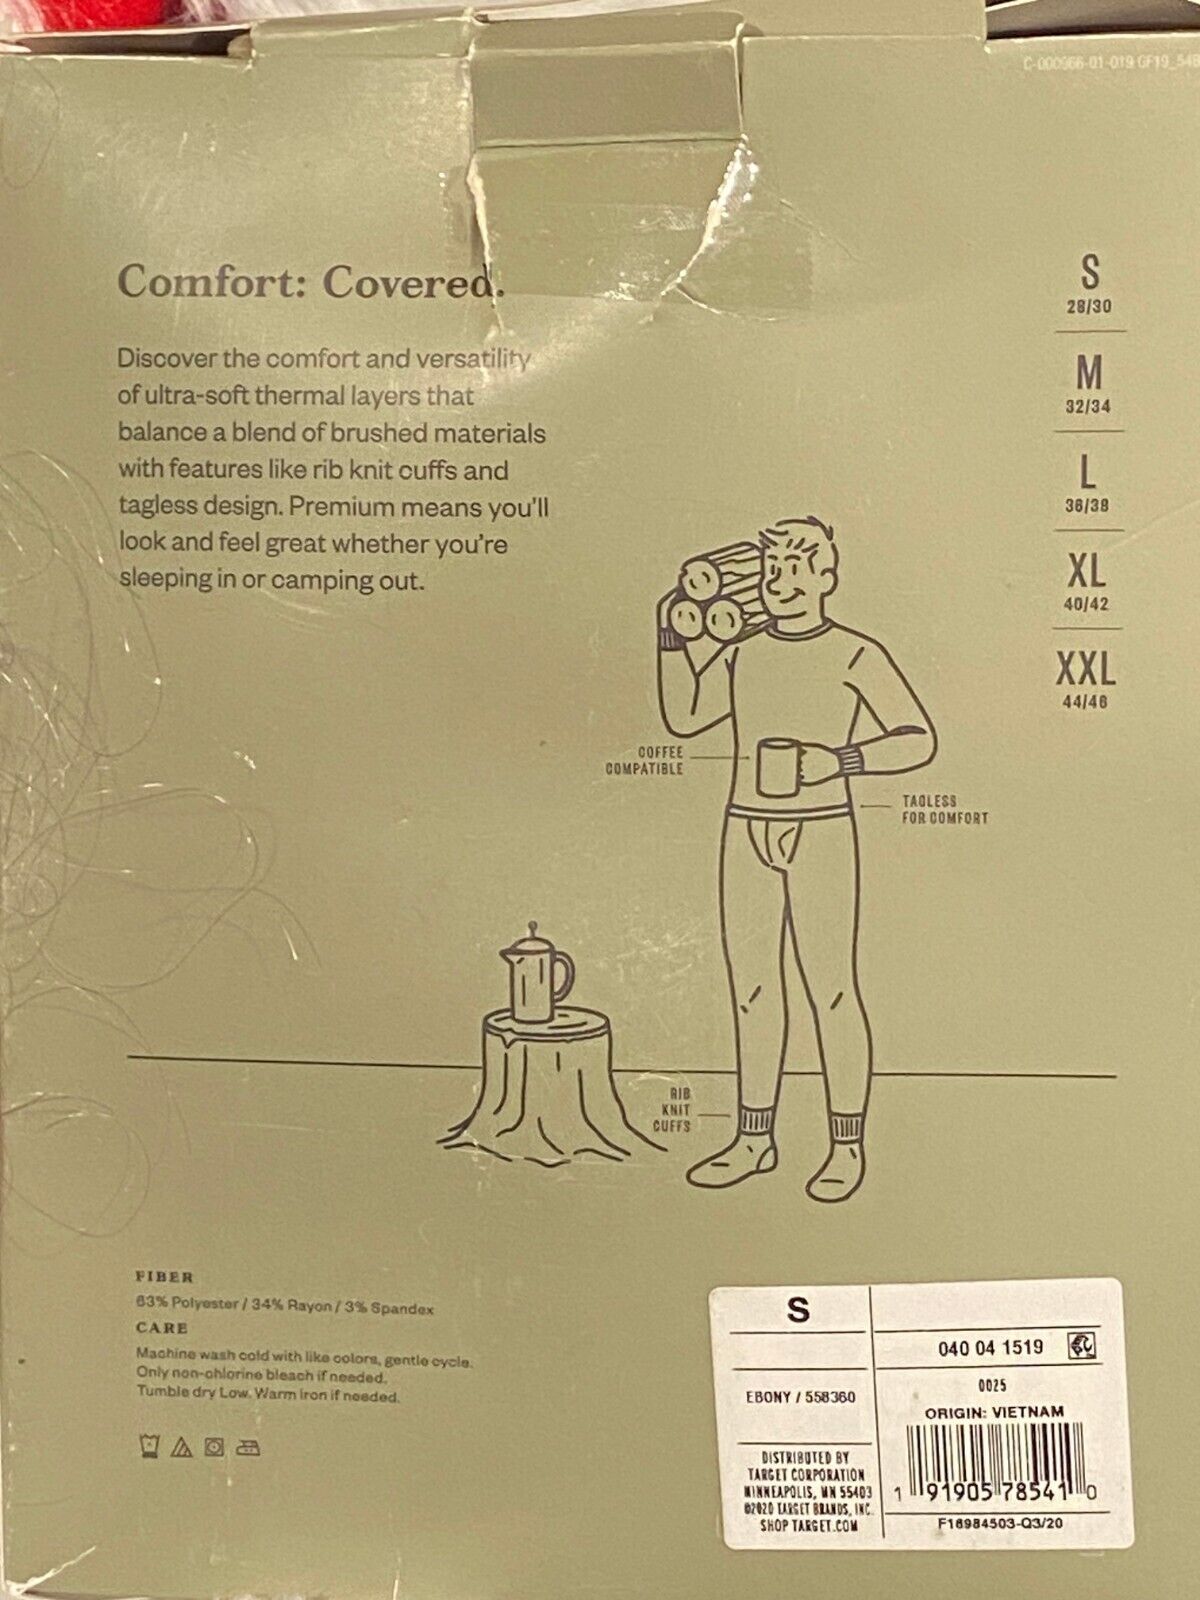 C-000966-01-019 GF19_548
Comfort: Covered.
Discover the comfort and versatility
of ultra-soft thermal layers that
balance a blend of brushed materials
with features like rib knit cuffs and
tagless design. Premium means you'll
look and feel great whether you're
sleeping in or camping out.
S
28/30
M
32/34
L
36/38
XL
40/42
XXL
44/46
COFFEE
COMPATIBLE
TAGLESS
FOR COMFORT
RIB
KNIT
CUFFS
FIBER
63% Polyester / 34% Rayon / 3% Spandex
CARE
Machine wash cold with like colors, gentle cycle.
Only non-chlorine bleach if needed.
Tumble dry Low. Warm iron if needed.
S
EBONY / 558360
DISTRIBUTED BY
TARGET CORPORATION
MINNEAPOLIS, MN 55403
©2020 TARGET BRANDS, INC.
SHOP TARGET.COM
040 04 1519
0025
ORIGIN: VIETNAM
1 91905 78541 0
F16984503-Q3/20